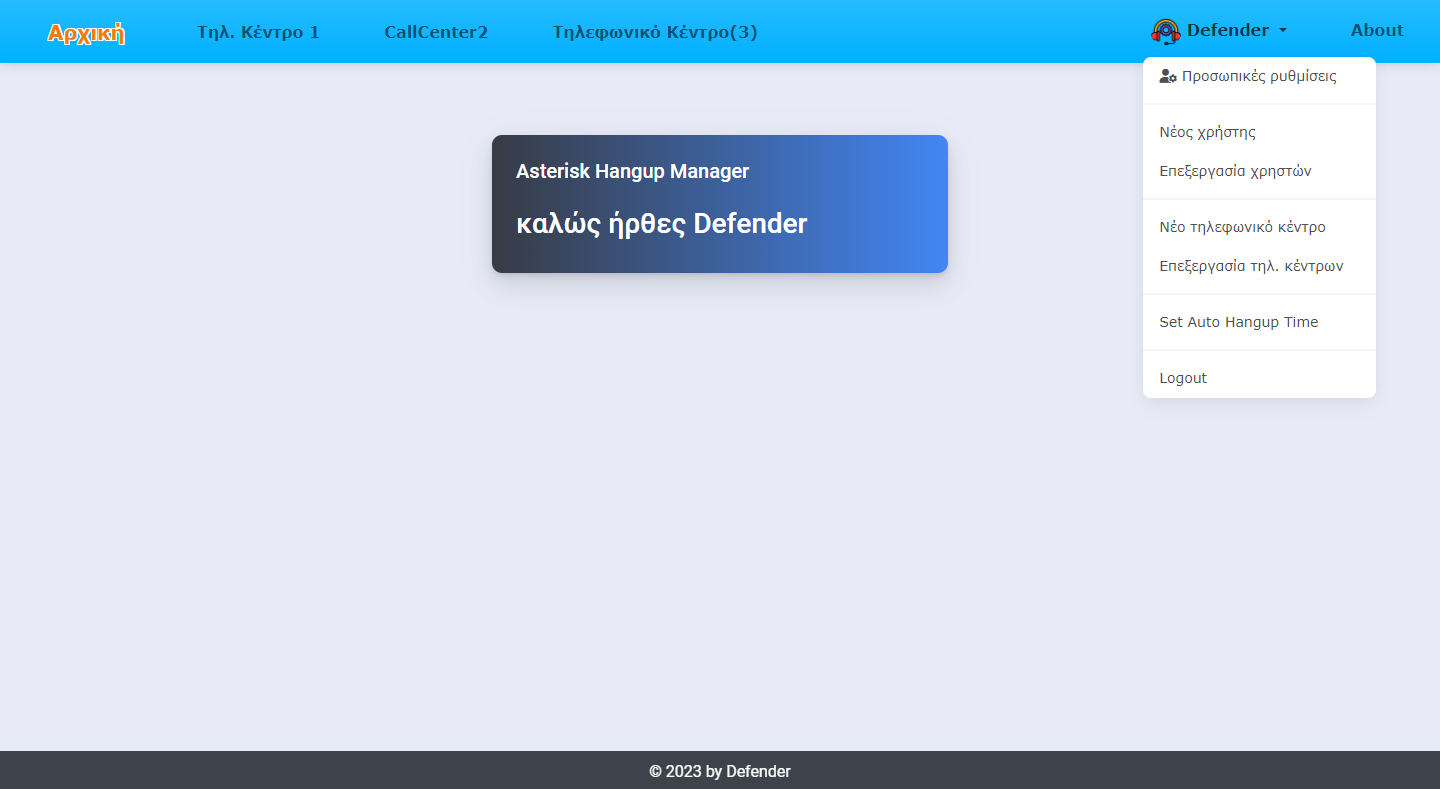 Αρχική
Τηλ. Κέντρο 1
CallCenter2
Τηλεφωνικό Κέντρο(3)
Defender
About
Προσωπικές ρυθμίσεις
Νέος χρήστης
Επεξεργασία χρηστών
Νέο τηλεφωνικό κέντρο
Επεξεργασία τηλ. κέντρων
Set Auto Hangup Time
Logout
Asterisk Hangup Manager
καλώς ήρθες Defender
© 2023 by Defender